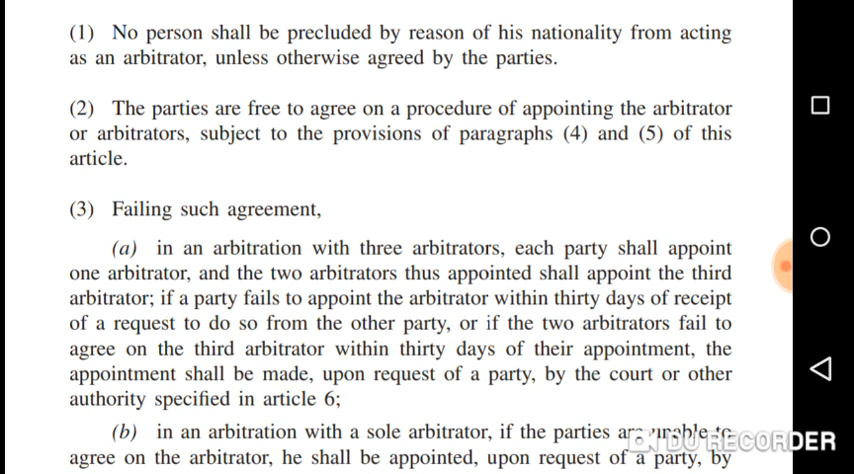 (1) No person shall be precluded by reason of his nationality from acting
as an arbitrator, unless otherwise agreed by the parties.
(2) The parties are free to agree on a procedure of appointing the arbitrator
or arbitrators, subject to the provisions of paragraphs (4) and (5) of this
article.
(3) Failing such agreement,
(a) in an arbitration with three arbitrators, each party shall appoint
one arbitrator, and the two arbitrators thus appointed shall appoint the third
arbitrator; if a party fails to appoint the arbitrator within thirty days of receipt
of a request to do so from the other party, or if the two arbitrators fail to
agree on the third arbitrator within thirty days of their appointment, the
appointment shall be made, upon request of a party, by the court or other
authority specified in article 6;
(b) in an arbitration with a sole arbitrator, if the parties are unable to
DU RECORDER
agree on the arbitrator, he shall be appointed, upon request of a party, by